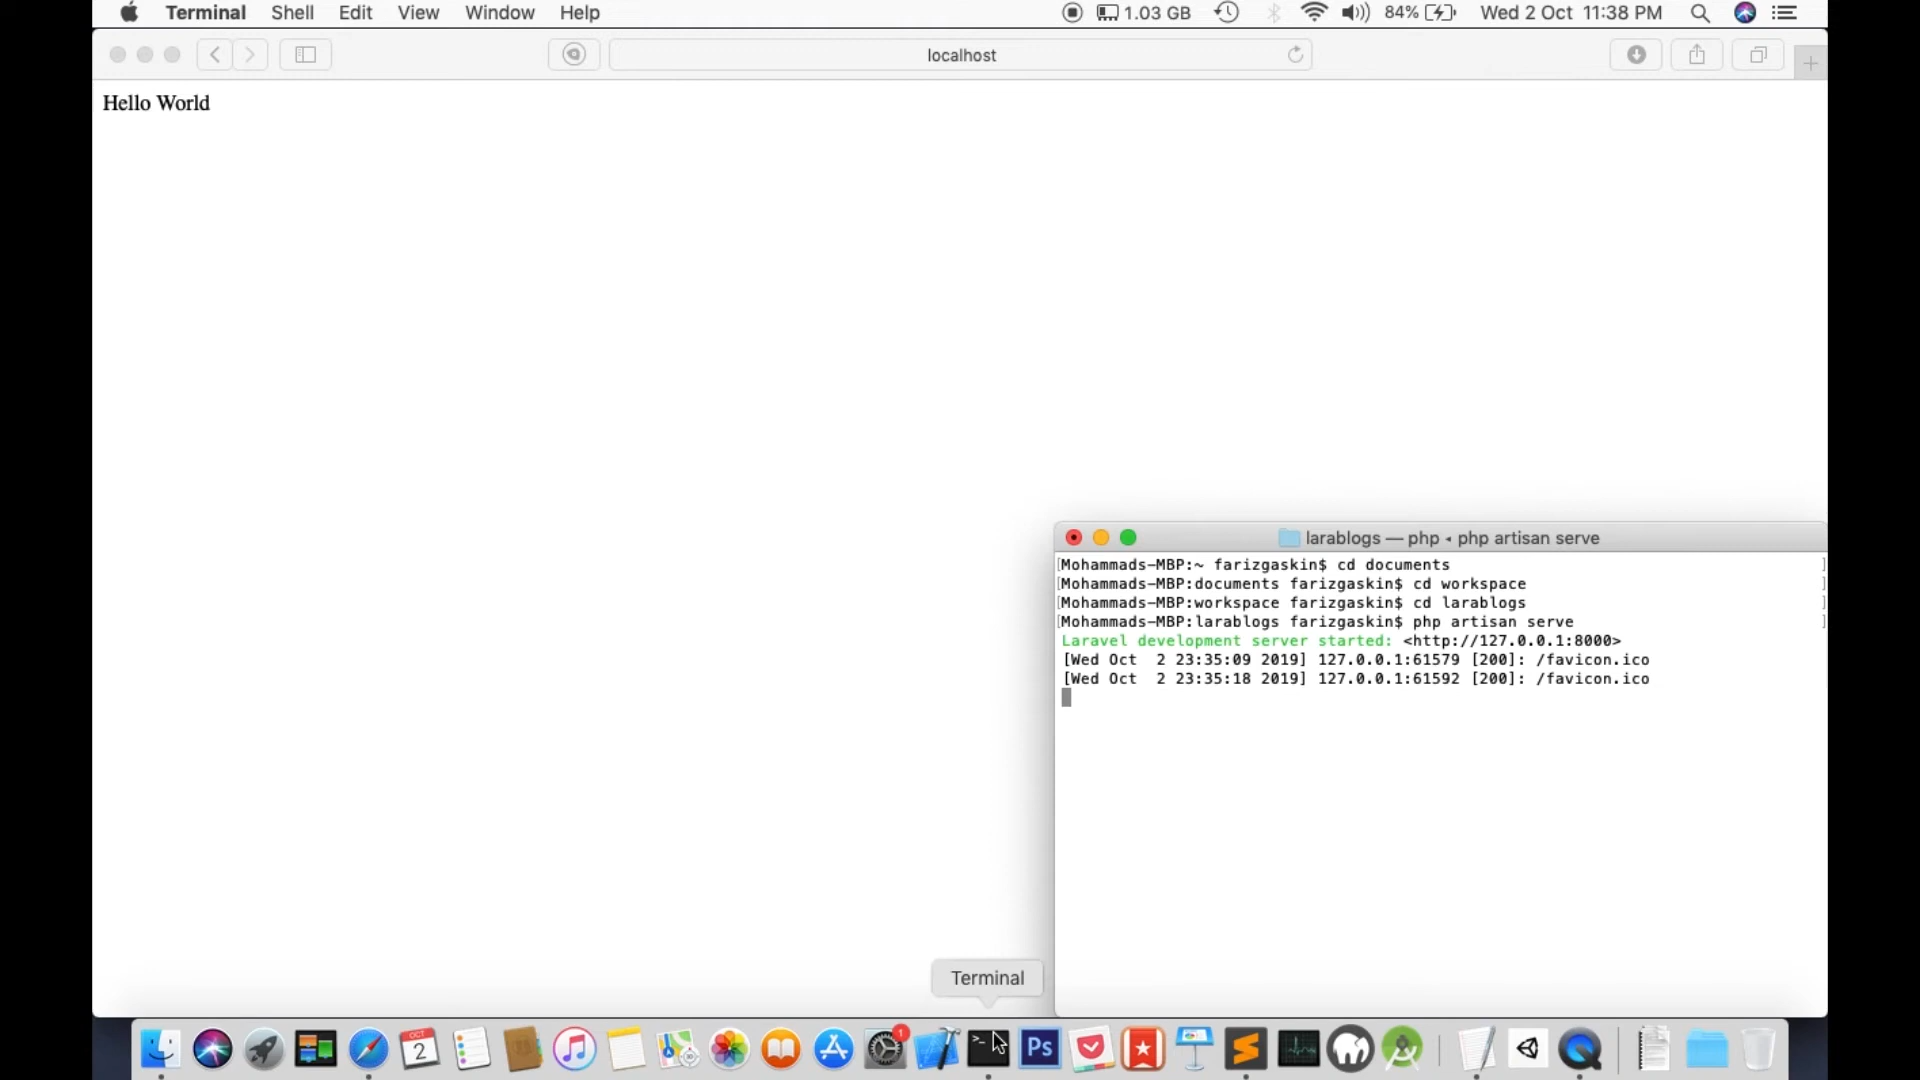 Terminal Shell Edit View Window Help 1.03 GB 84% Wed 2 Oct 11:38 PM
localhost
Hello World
larablogs — php ◂ php artisan serve
[Mohammads-MBP:~ farizgaskin$ cd documents ]
[Mohammads-MBP:documents farizgaskin$ cd workspace ]
[Mohammads-MBP:workspace farizgaskin$ cd larablogs ]
[Mohammads-MBP:larablogs farizgaskin$ php artisan serve ]
Laravel development server started: <http://127.0.0.1:8000>
[Wed Oct  2 23:35:09 2019] 127.0.0.1:61579 [200]: /favicon.ico
[Wed Oct  2 23:35:18 2019] 127.0.0.1:61592 [200]: /favicon.ico
Terminal
OCT
2
1
>_
Ps